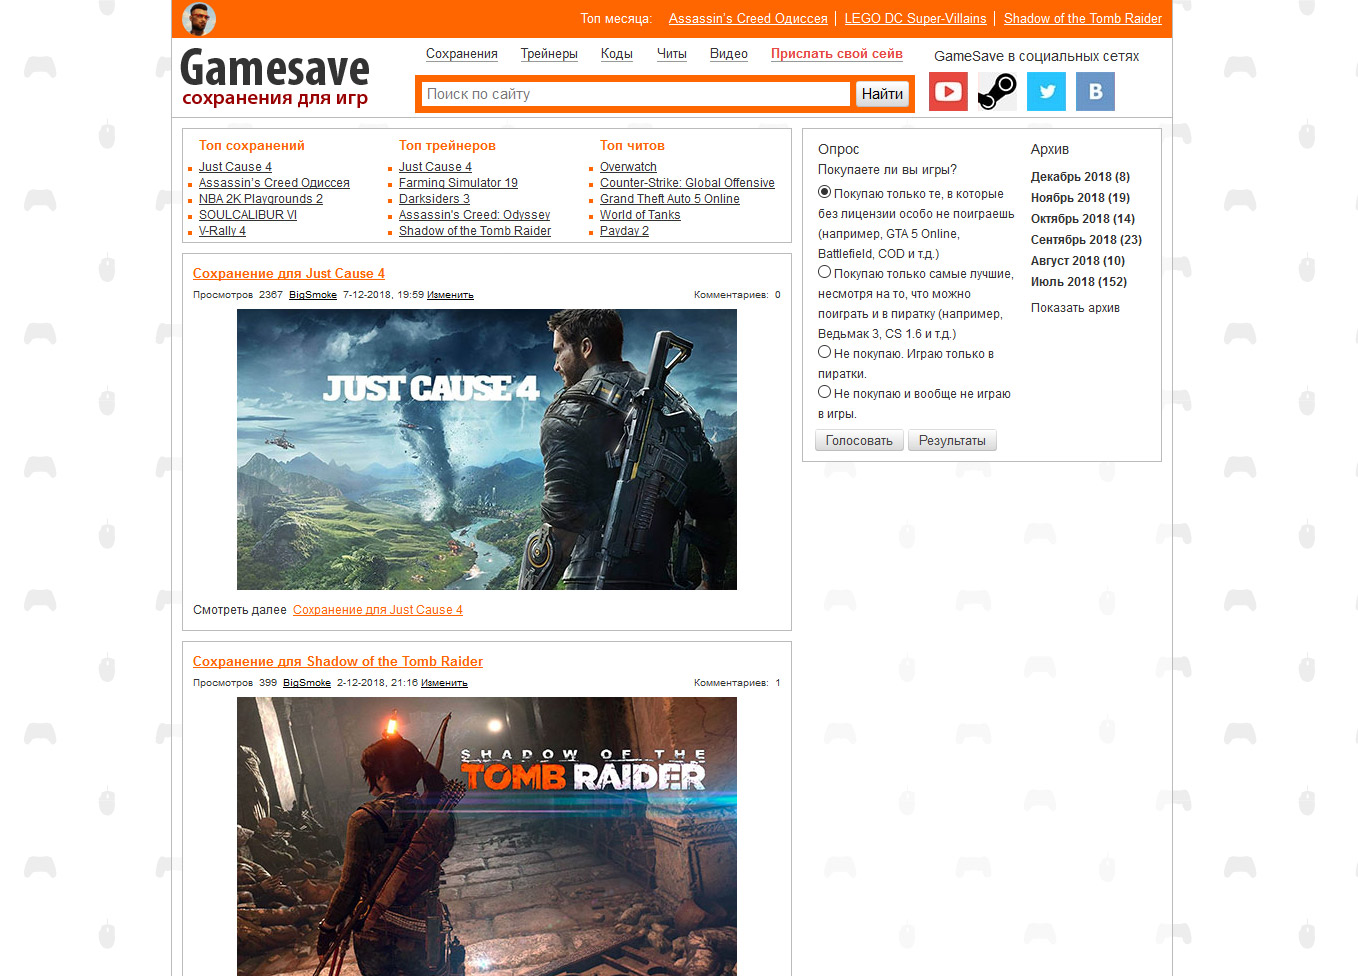 Топ месяца: Assassin's Creed Одиссея LEGO DC Super-Villains Shadow of the Tomb Raider
Gamesave
сохранения для игр
Сохранения Трейнеры Коды Читы Видео Прислать свой сейв
Поиск по сайту Найти
GameSave в социальных сетях
B
Топ сохранений
Just Cause 4
Assassin's Creed Одиссея
NBA 2K Playgrounds 2
SOULCALIBUR VI
V-Rally 4
Топ трейнеров
Just Cause 4
Farming Simulator 19
Darksiders 3
Assassin's Creed: Odyssey
Shadow of the Tomb Raider
Топ читов
Overwatch
Counter-Strike: Global Offensive
Grand Theft Auto 5 Online
World of Tanks
Payday 2
Опрос
Покупаете ли вы игры?
Покупаю только те, в которые
без лицензии особо не поиграешь
(например, GTA 5 Online,
Battlefield, COD и т.д.)
Покупаю только самые лучшие,
несмотря на то, что можно
поиграть и в пиратку (например,
Ведьмак 3, CS 1.6 и т.д.)
Не покупаю. Играю только в
пиратки.
Не покупаю и вообще не играю
в игры.
Голосовать Результаты
Архив
Декабрь 2018 (8)
Ноябрь 2018 (19)
Октябрь 2018 (14)
Сентябрь 2018 (23)
Август 2018 (10)
Июль 2018 (152)
Показать архив
Сохранение для Just Cause 4
Просмотров 2367 BigSmoke 7-12-2018, 19:59 Изменить Комментариев: 0
JUST CAUSE 4
Смотреть далее Сохранение для Just Cause 4
Сохранение для Shadow of the Tomb Raider
Просмотров 399 BigSmoke 2-12-2018, 21:16 Изменить Комментариев: 1
SHADOW OF THE
TOMB RAIDER